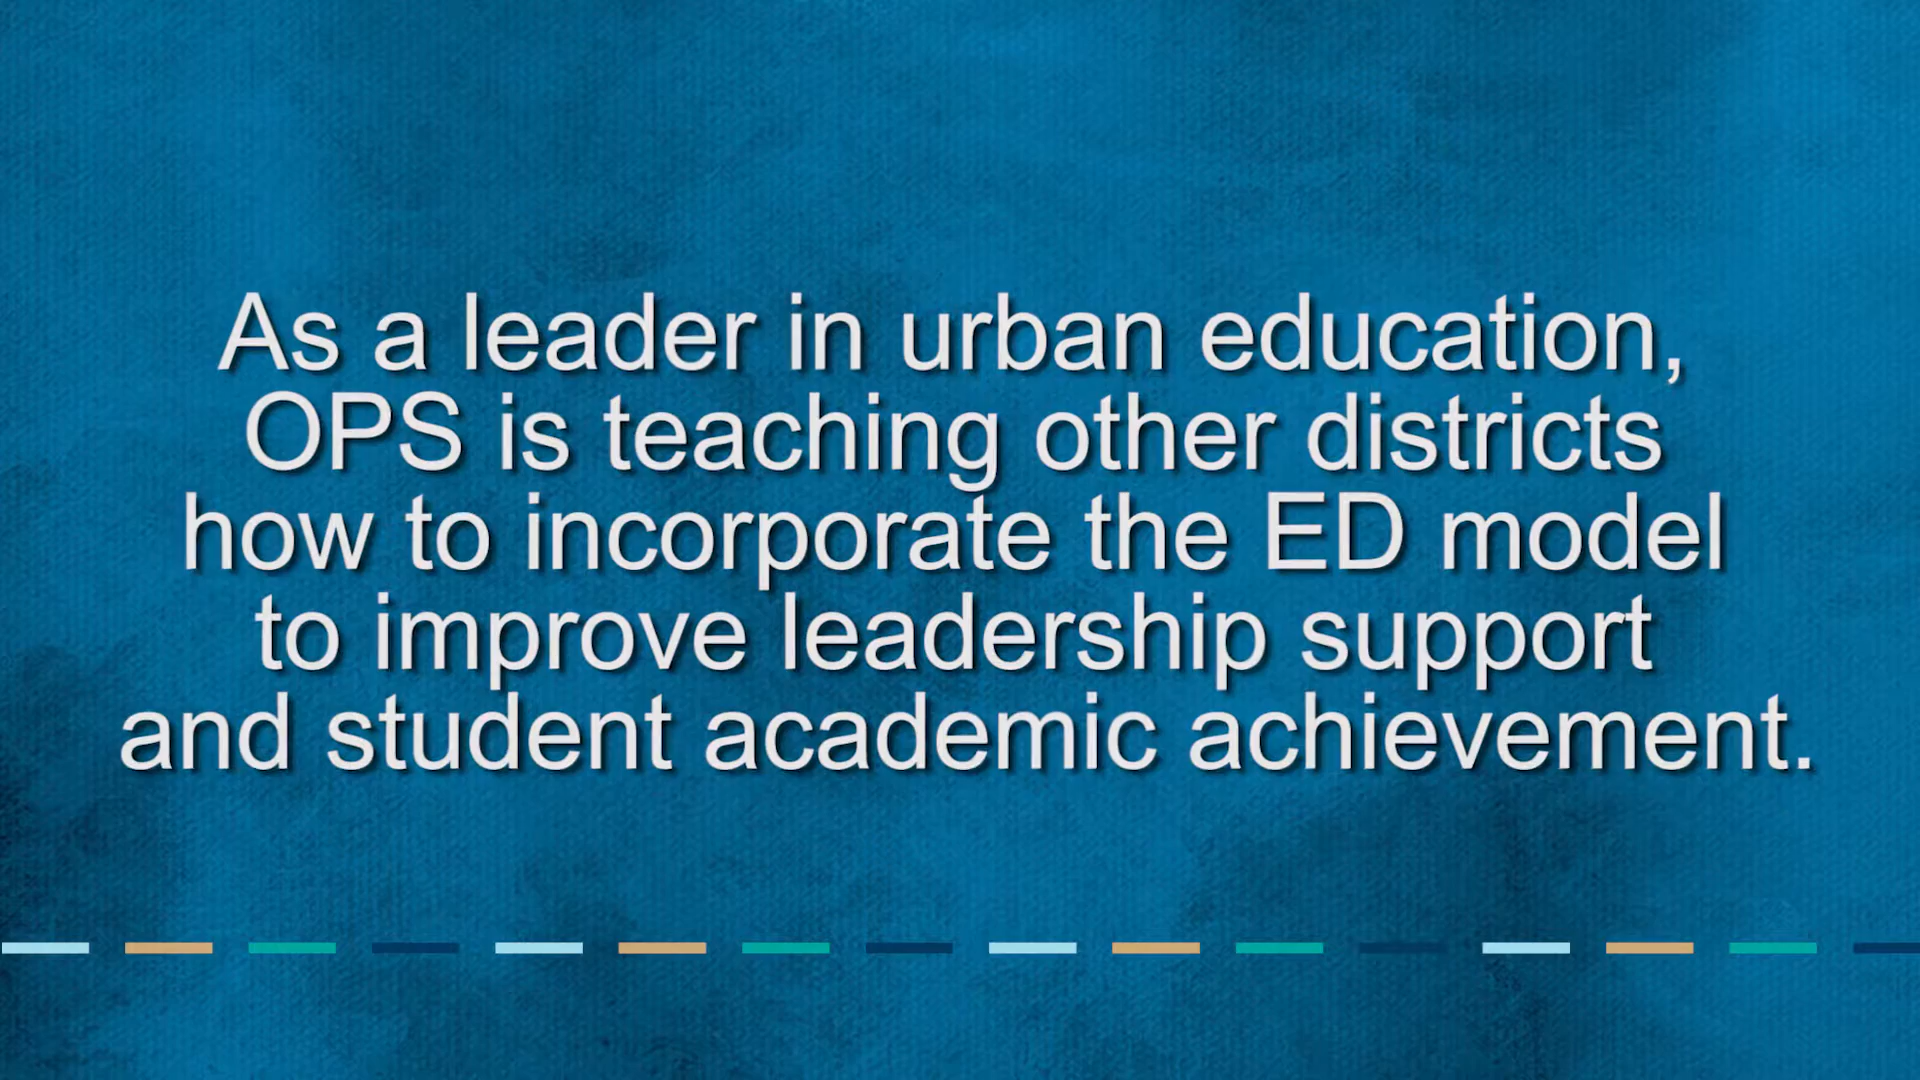 As a leader in urban education,
OPS is teaching other districts
how to incorporate the ED model
to improve leadership support
and student academic achievement.